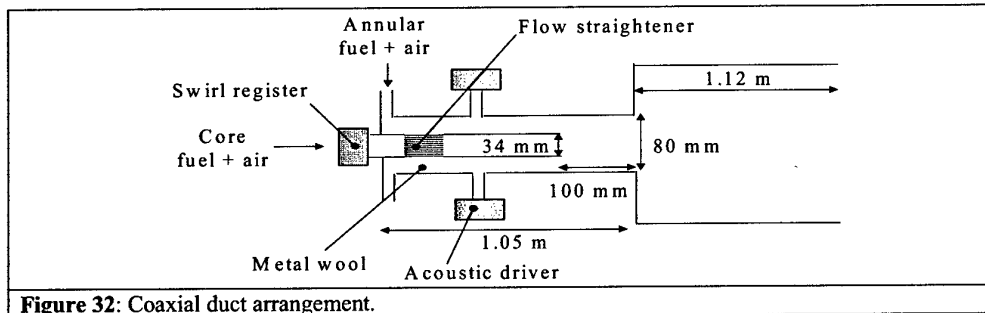 Annular
fuel + air
Flow straightener
1.12 m
Swirl register
Core
fuel + air
34 mm
80 mm
100 mm
1.05 m
Metal wool
Acoustic driver
Figure 32: Coaxial duct arrangement.